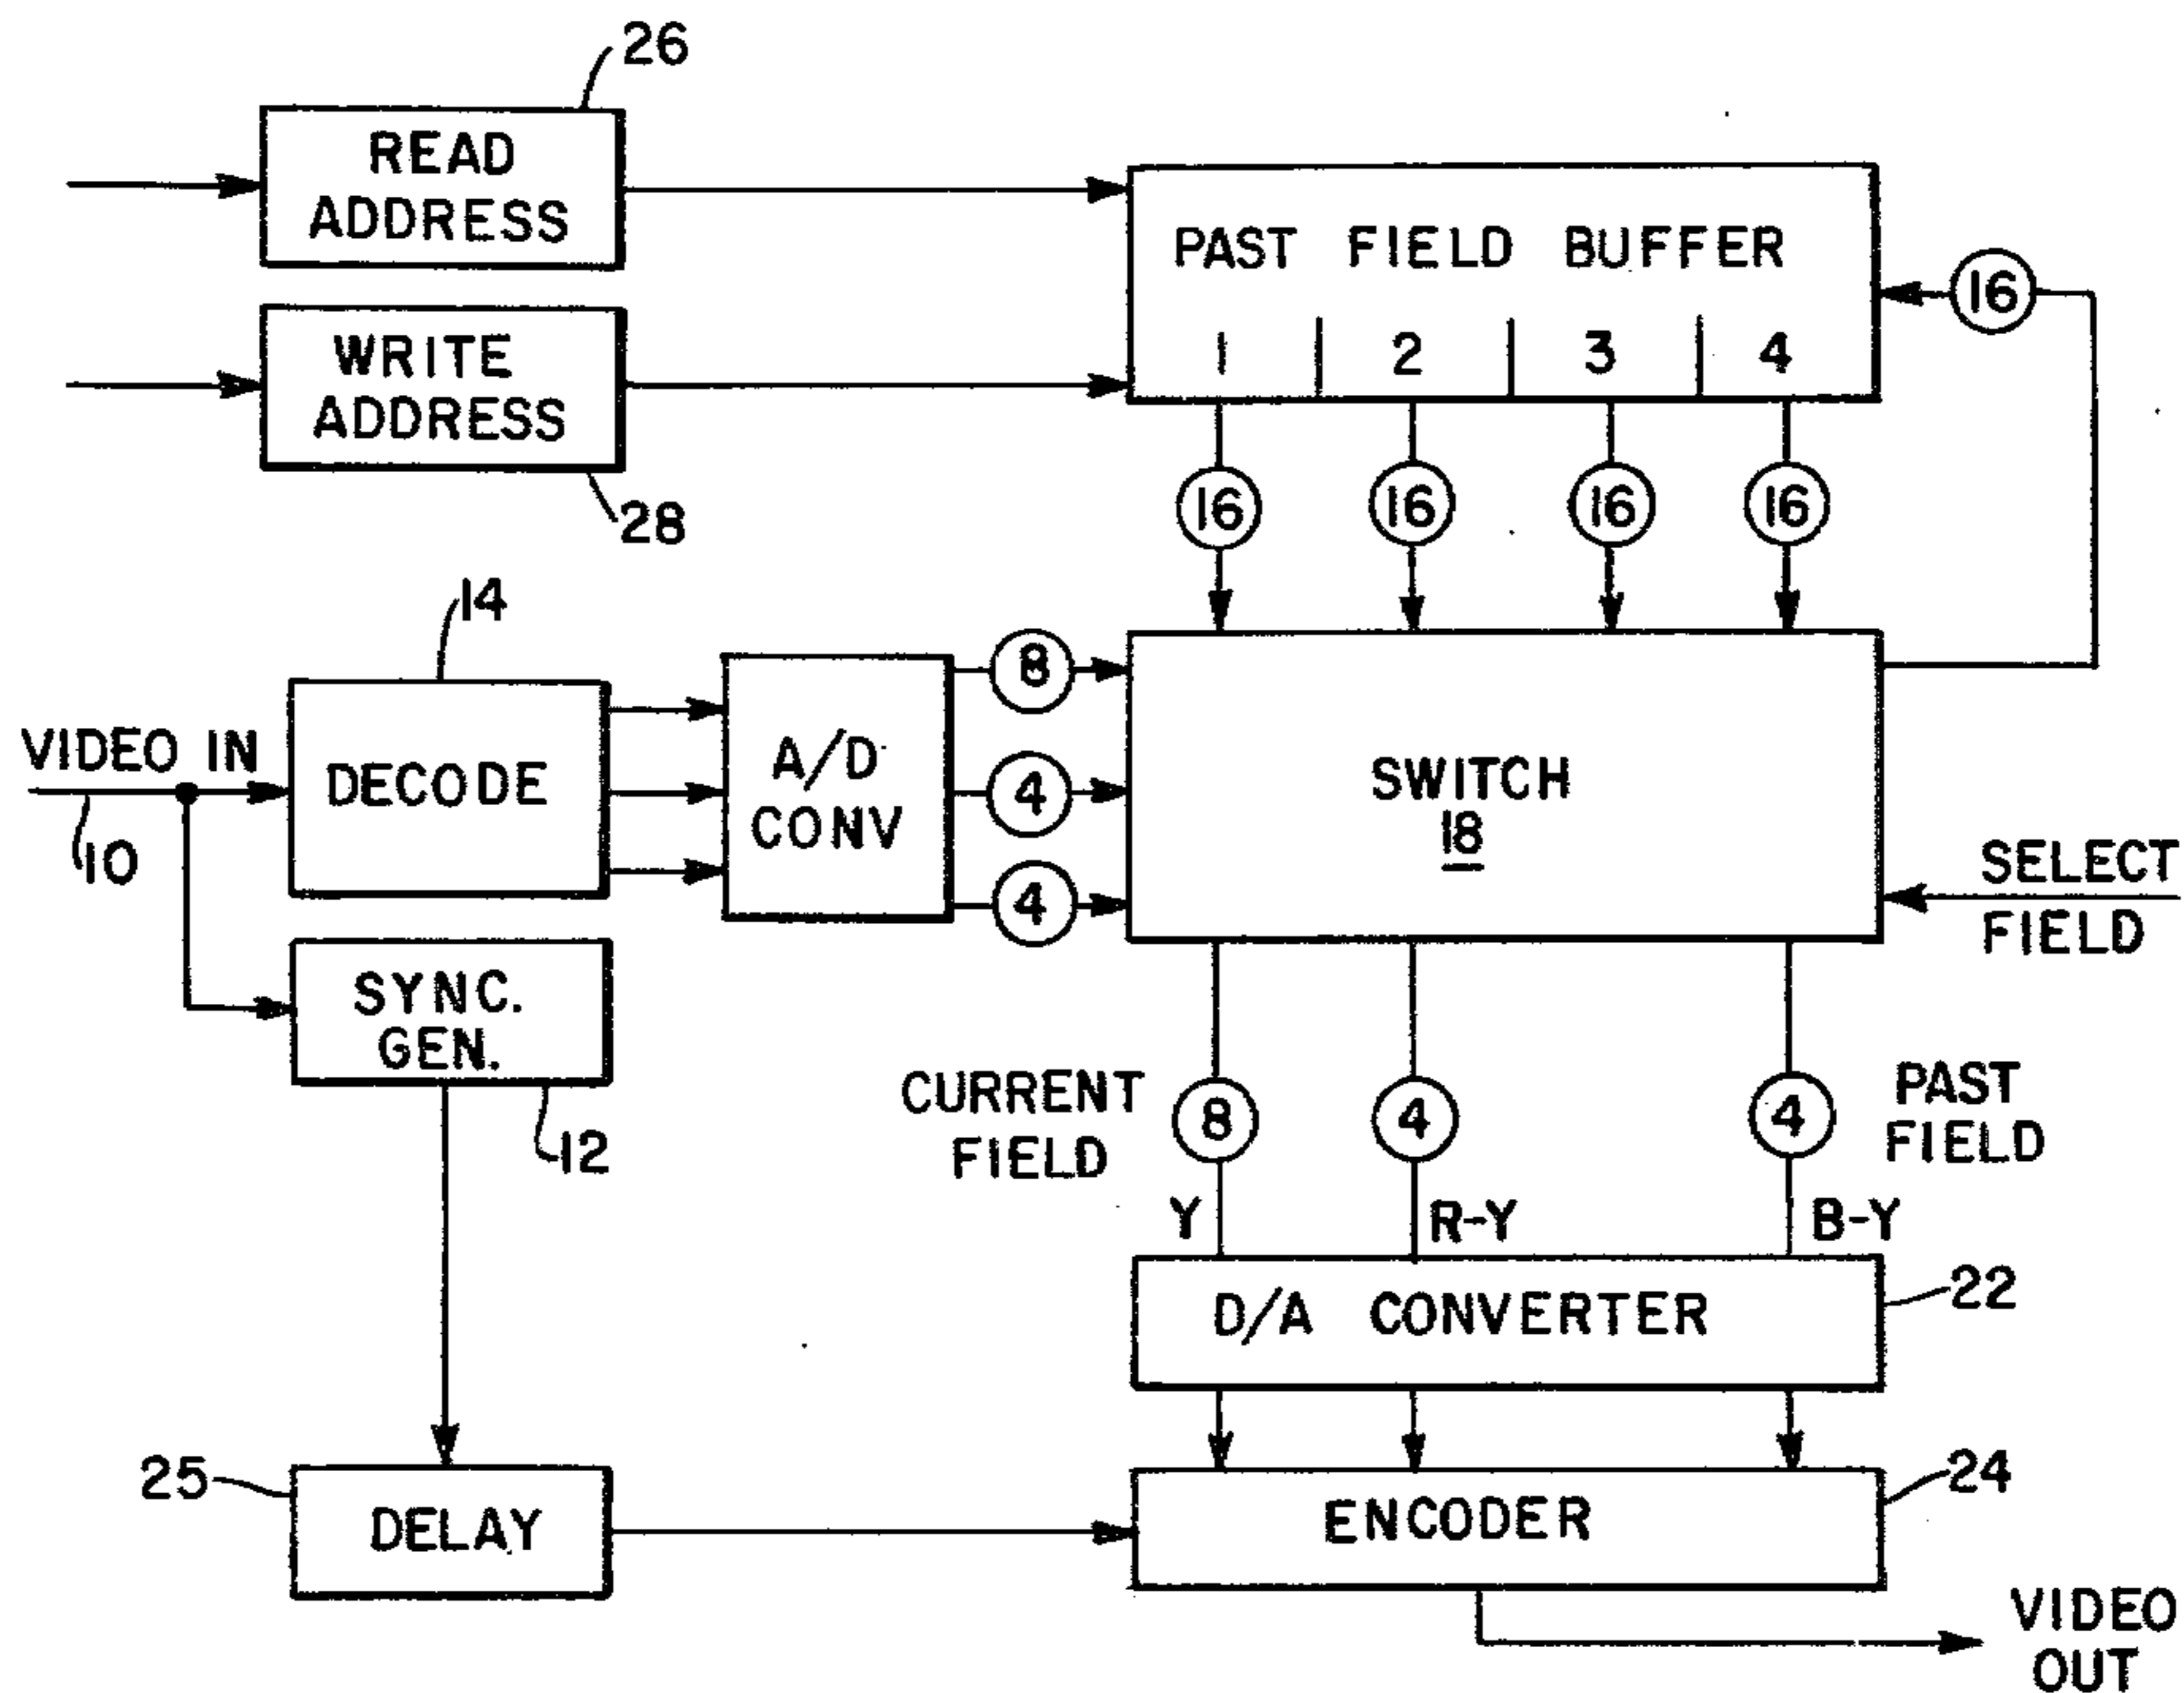 26
READ
ADDRESS
PAST FIELD BUFFER
1 | 2 | 3 | 4
16
WRITE
ADDRESS
28
16 16 16 16
14
VIDEO IN
10
DECODE
A/D
CONV
8
4
4
SWITCH
18
SELECT
FIELD
SYNC.
GEN.
12
CURRENT
FIELD
8 4 4
PAST
FIELD
Y R-Y B-Y
D/A CONVERTER
22
25
DELAY
ENCODER
24
VIDEO
OUT